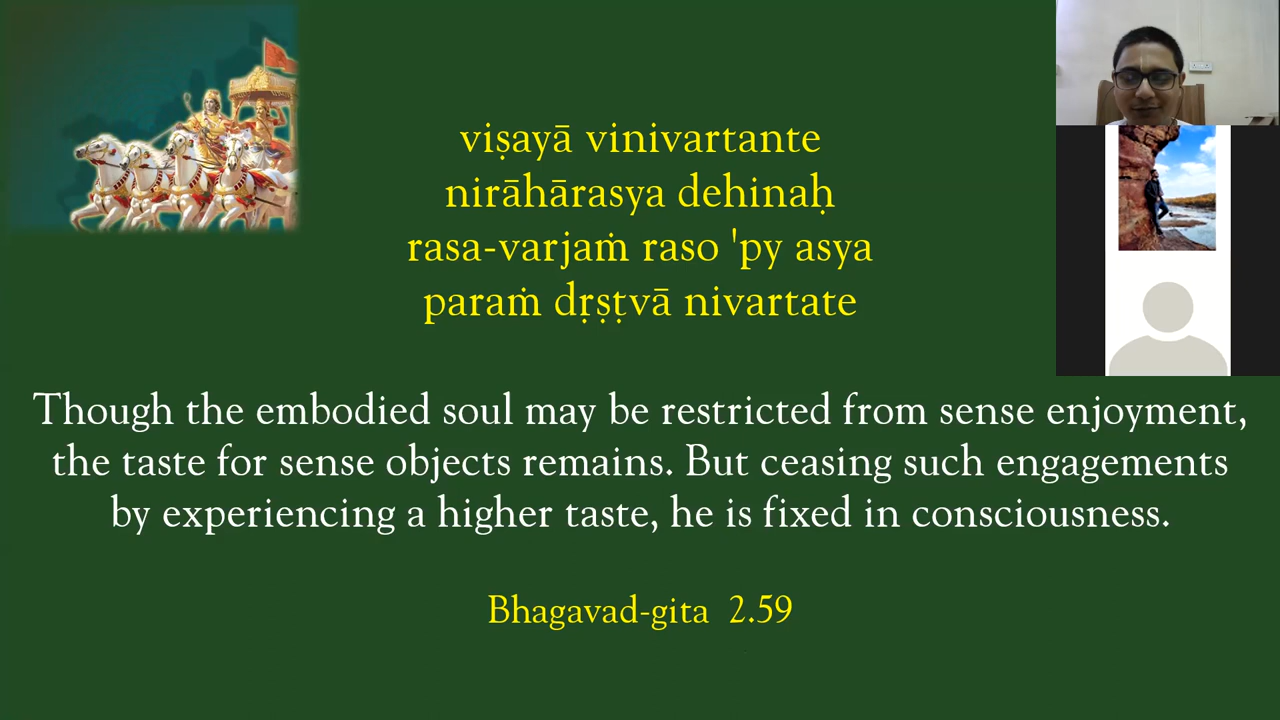 viṣayā vinivartante
nirāhārasya dehinaḥ
rasa-varjaṁ raso 'py asya
paraṁ dṛṣṭvā nivartate
Though the embodied soul may be restricted from sense enjoyment,
the taste for sense objects remains. But ceasing such engagements
by experiencing a higher taste, he is fixed in consciousness.
Bhagavad-gita 2.59